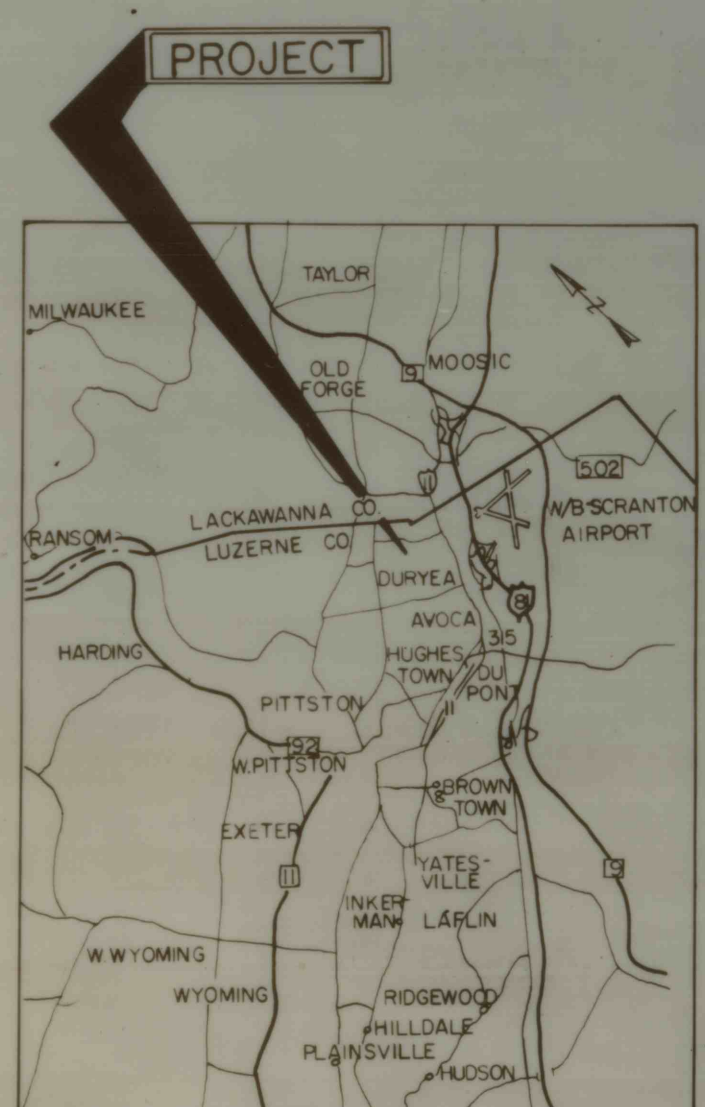 PROJECT
TAYLOR
MILWAUKEE
MOOSIC
OLD
FORGE
9
N
502
11
W/B SCRANTON
AIRPORT
LACKAWANNA CO
LUZERNE CO
RANSOM
DURYEA
81
AVOCA
315
HARDING
HUGHES
TOWN
DU
PONT
PITTSTON
11
92
W. PITTSTON
BROWN
TOWN
EXETER
YATES-
VILLE
9
11
INKER-
MAN
LAFLIN
W. WYOMING
WYOMING
RIDGEWOOD
HILLDALE
PLAINSVILLE
HUDSON